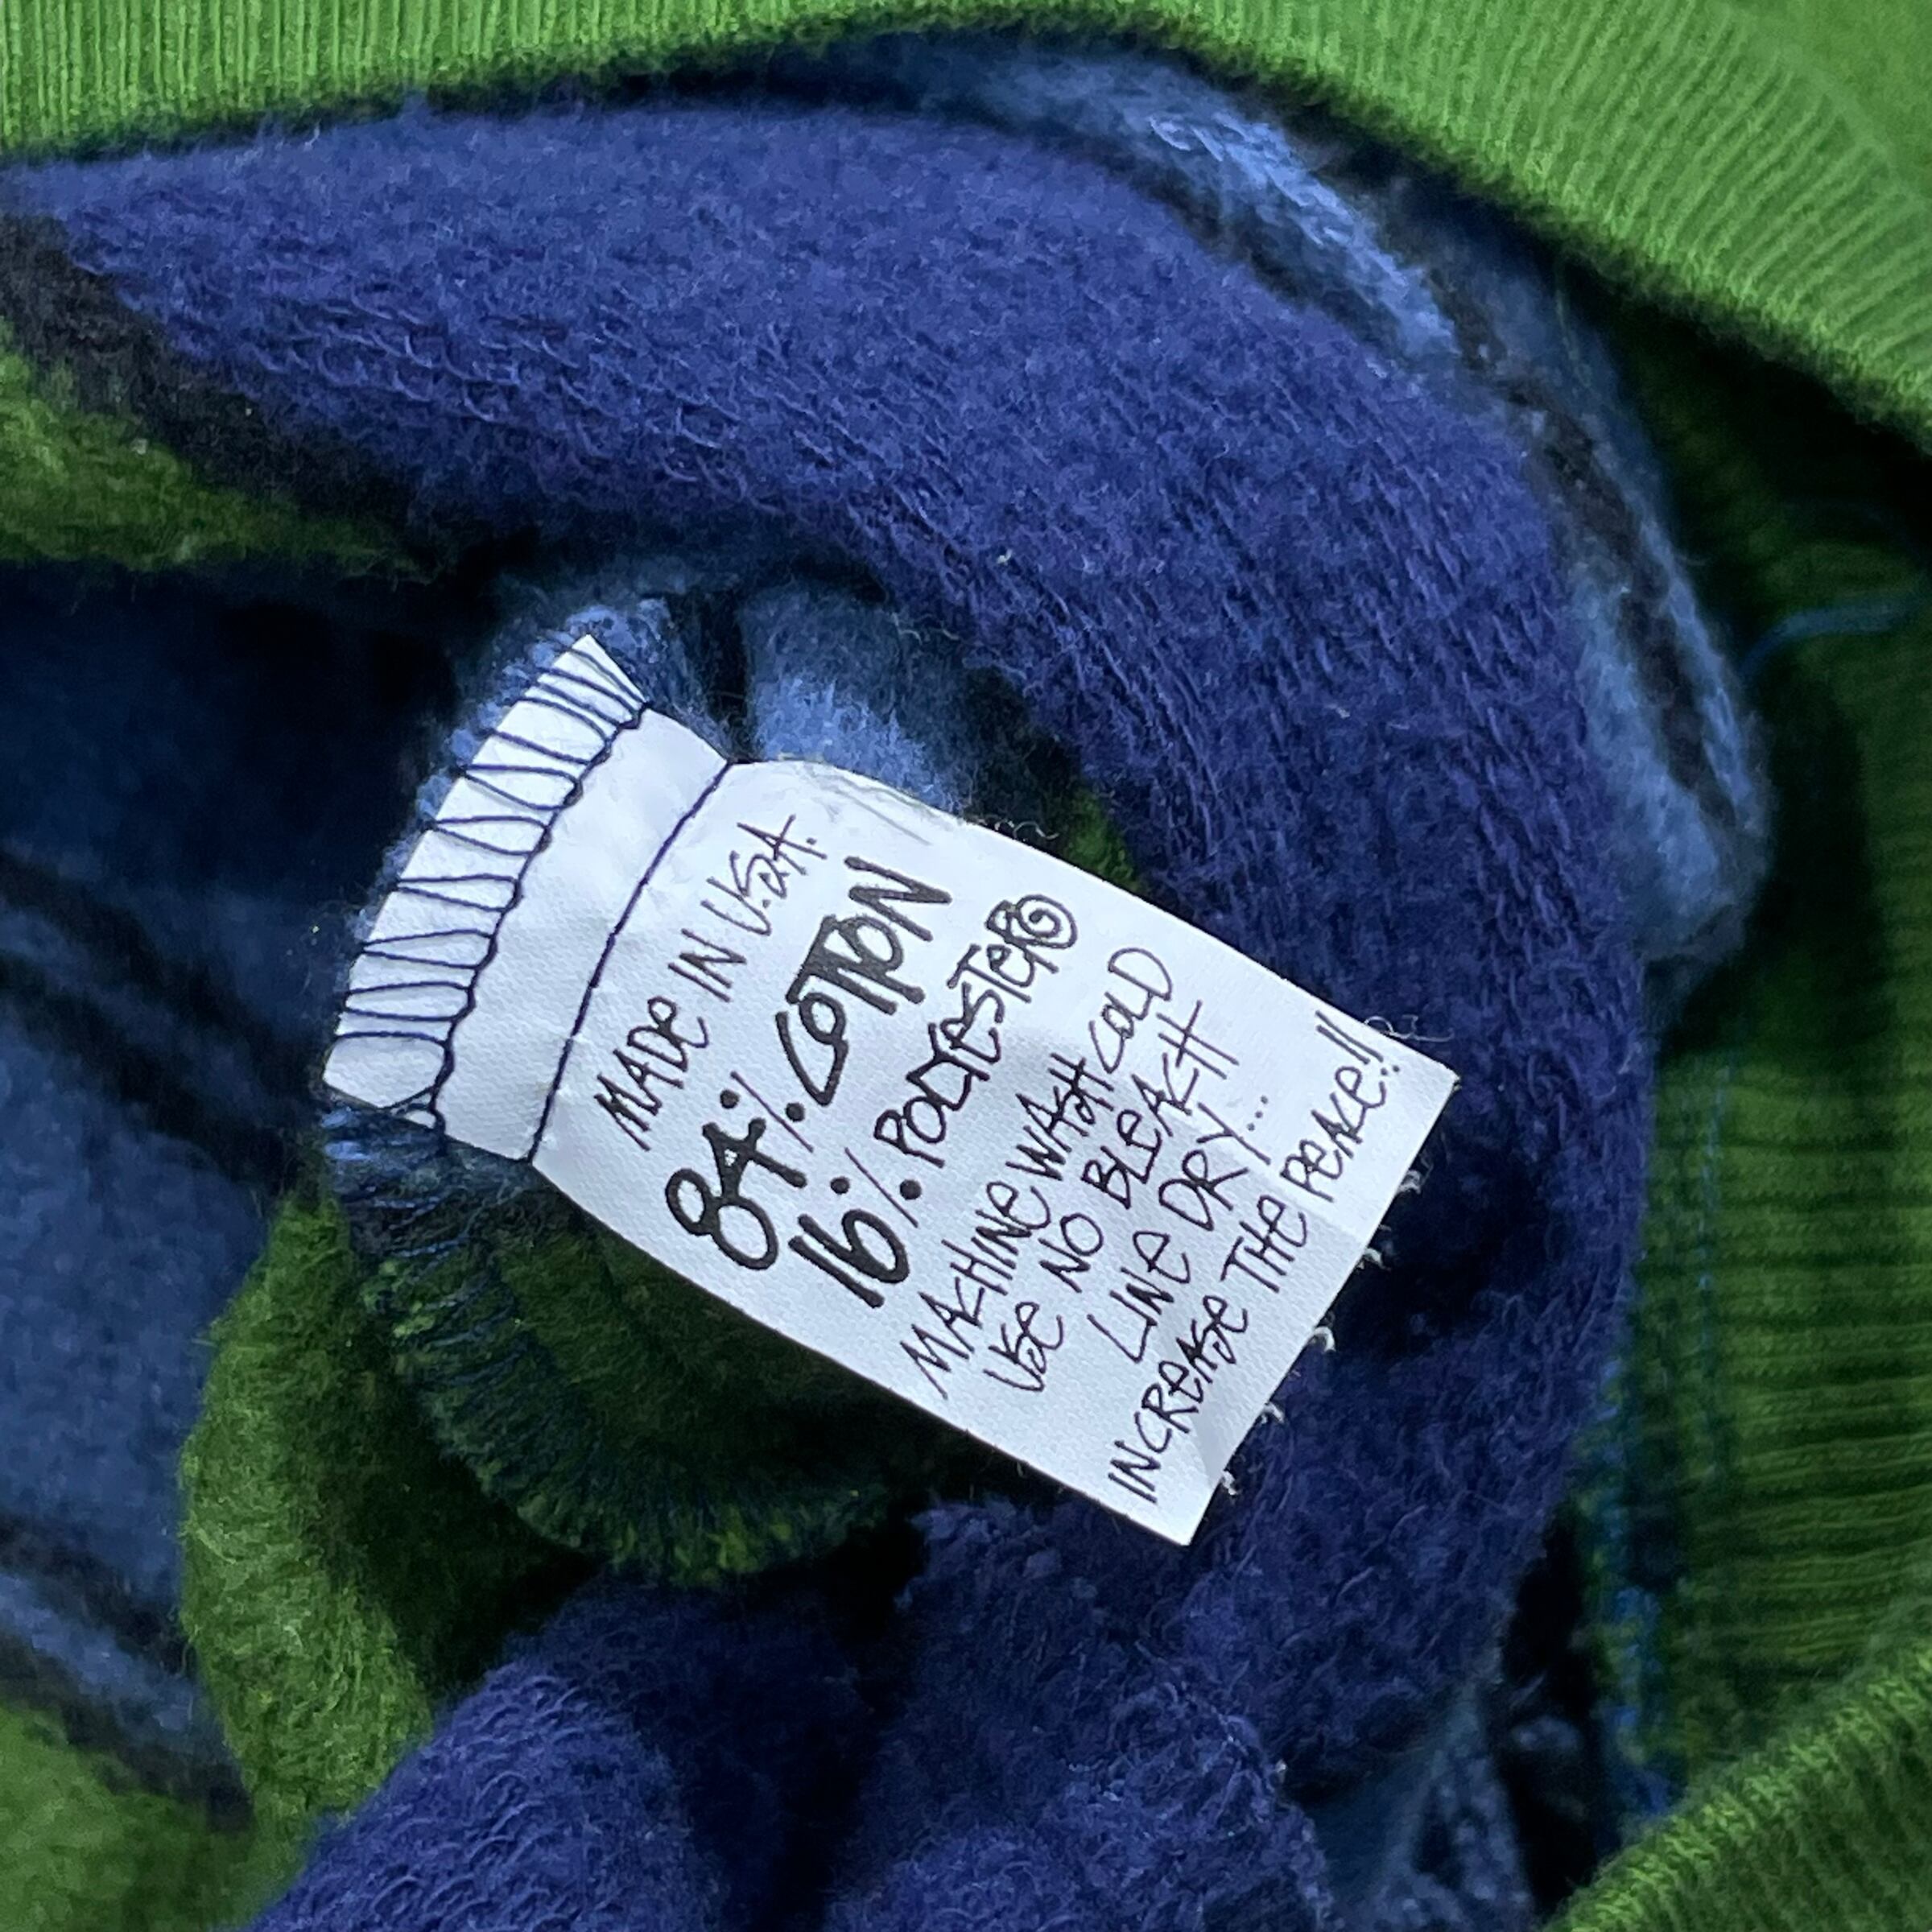 MADE IN U.S.A.
84% COTTON
16% POLYESTER
MACHINE WASH COLD
USE NO BLEACH
LINE DRY...
INCREASE THE PEACE!!